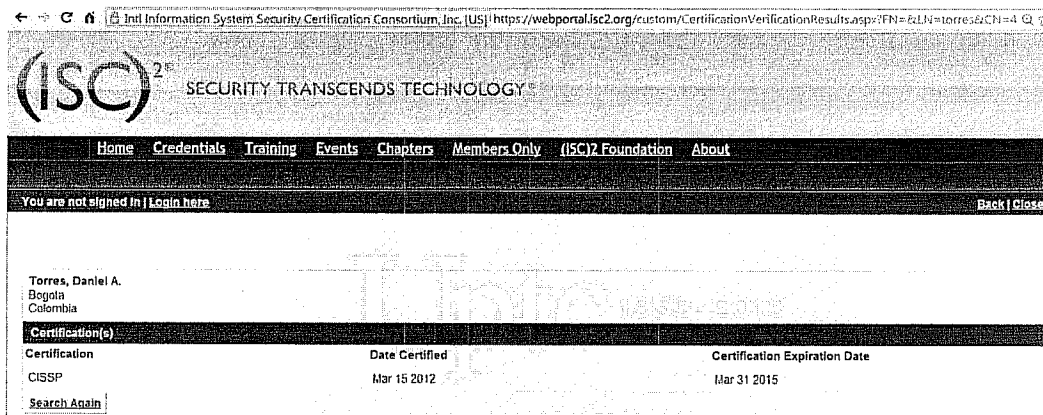 Intl Information System Security Certification Consortium, Inc. [US] https://webportal.isc2.org/custom/CertificationVerificationResults.aspx?FN=&LN=torres&CN=4
(ISC)2® SECURITY TRANSCENDS TECHNOLOGY®
Home Credentials Training Events Chapters Members Only (ISC)2 Foundation About
You are not signed in | Login here Back | Close
Torres, Daniel A.
Bogota
Colombia
Certification(s)
Certification Date Certified Certification Expiration Date
CISSP Mar 15 2012 Mar 31 2015
Search Again